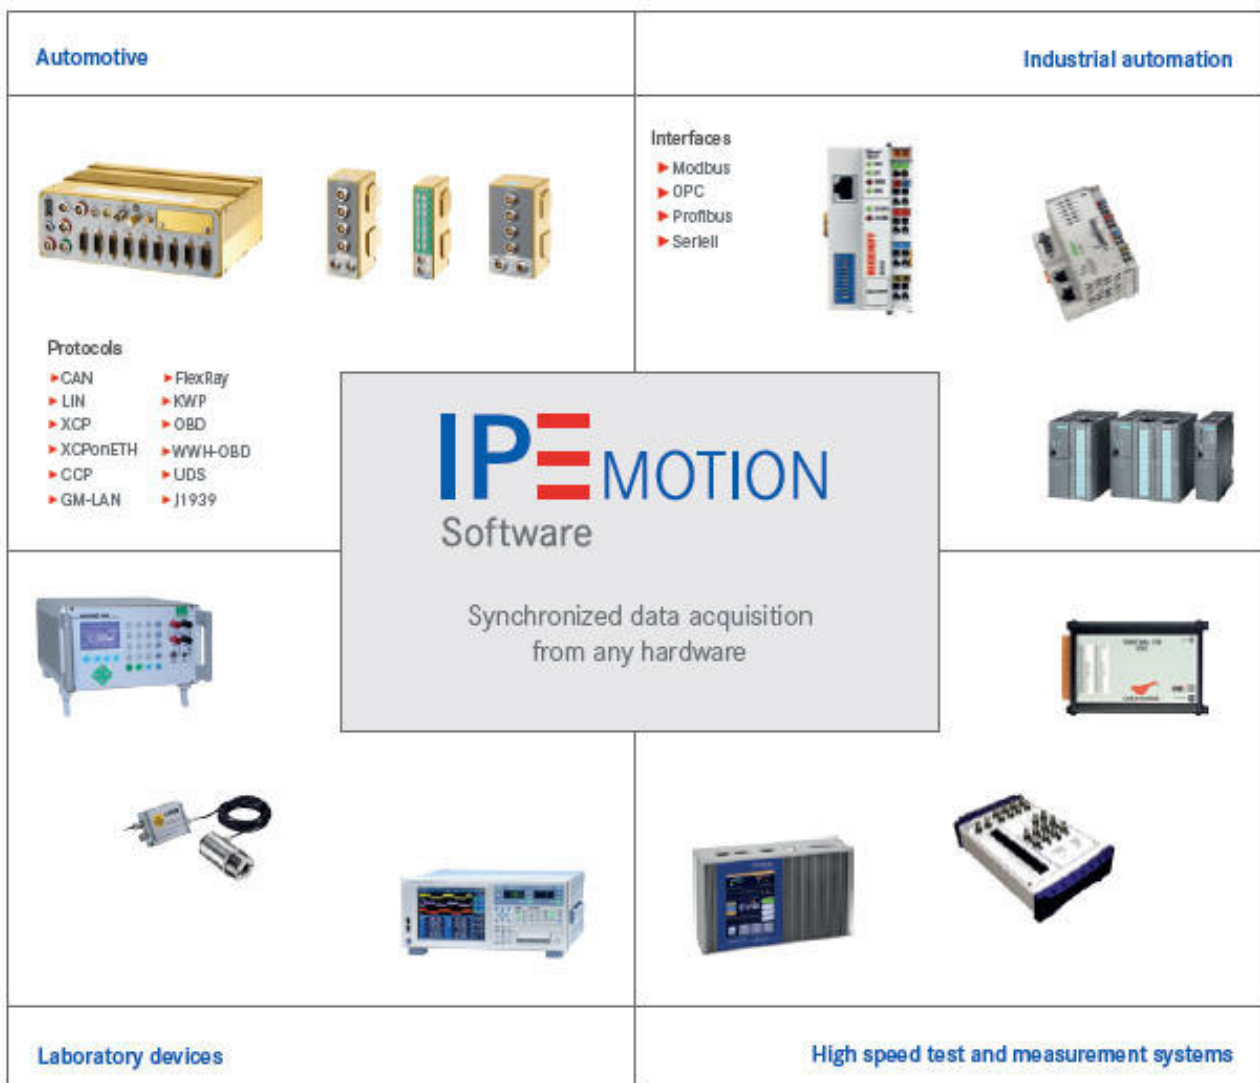 Automotive
Industrial automation
Interfaces
Modbus
OPC
Profibus
Seriell
Protocols
CAN
LIN
XCP
XCPonETH
CCP
GM-LAN
FlexRay
KWP
OBD
WWH-OBD
UDS
J1939
IPEMOTION
Software
Synchronized data acquisition
from any hardware
Laboratory devices
High speed test and measurement systems